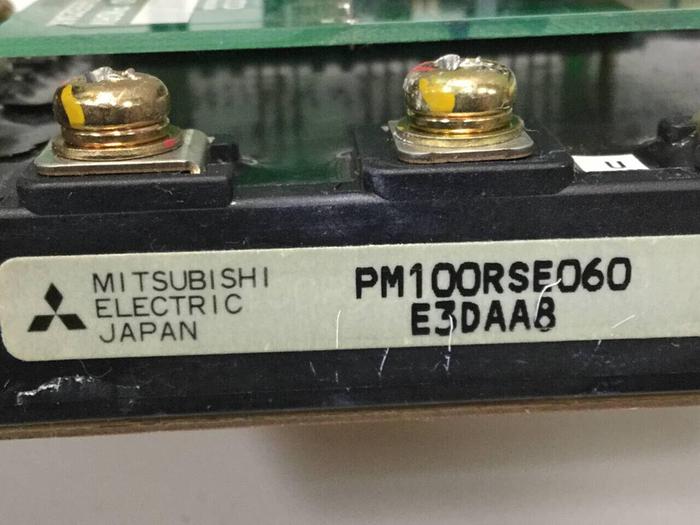 U
MITSUBISHI
ELECTRIC
JAPAN
PM100RSE060
E3DAA8